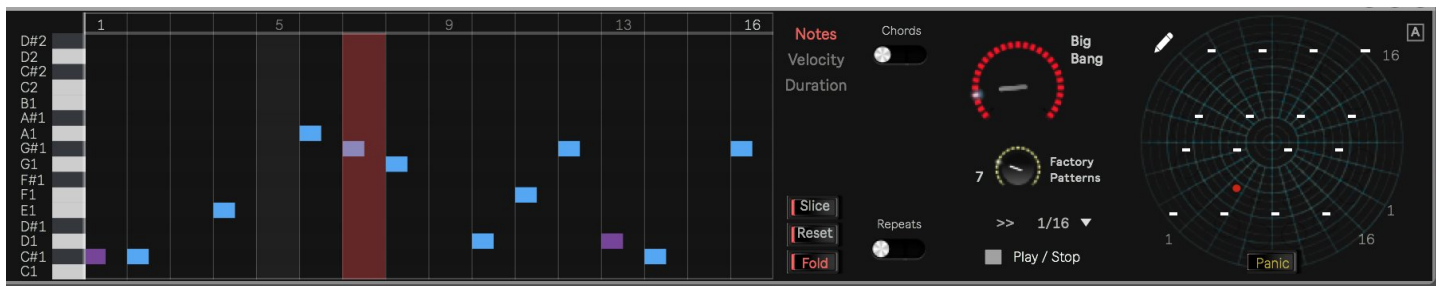 1 5 9 13 16
D#2
D2
C#2
C2
B1
A#1
A1
G#1
G1
F#1
F1
E1
D#1
D1
C#1
C1
Notes
Velocity
Duration
Chords
Slice
Reset
Fold
Repeats
Big
Bang
7
Factory
Patterns
>> 1/16
Play / Stop
A
16
1
1
16
Panic